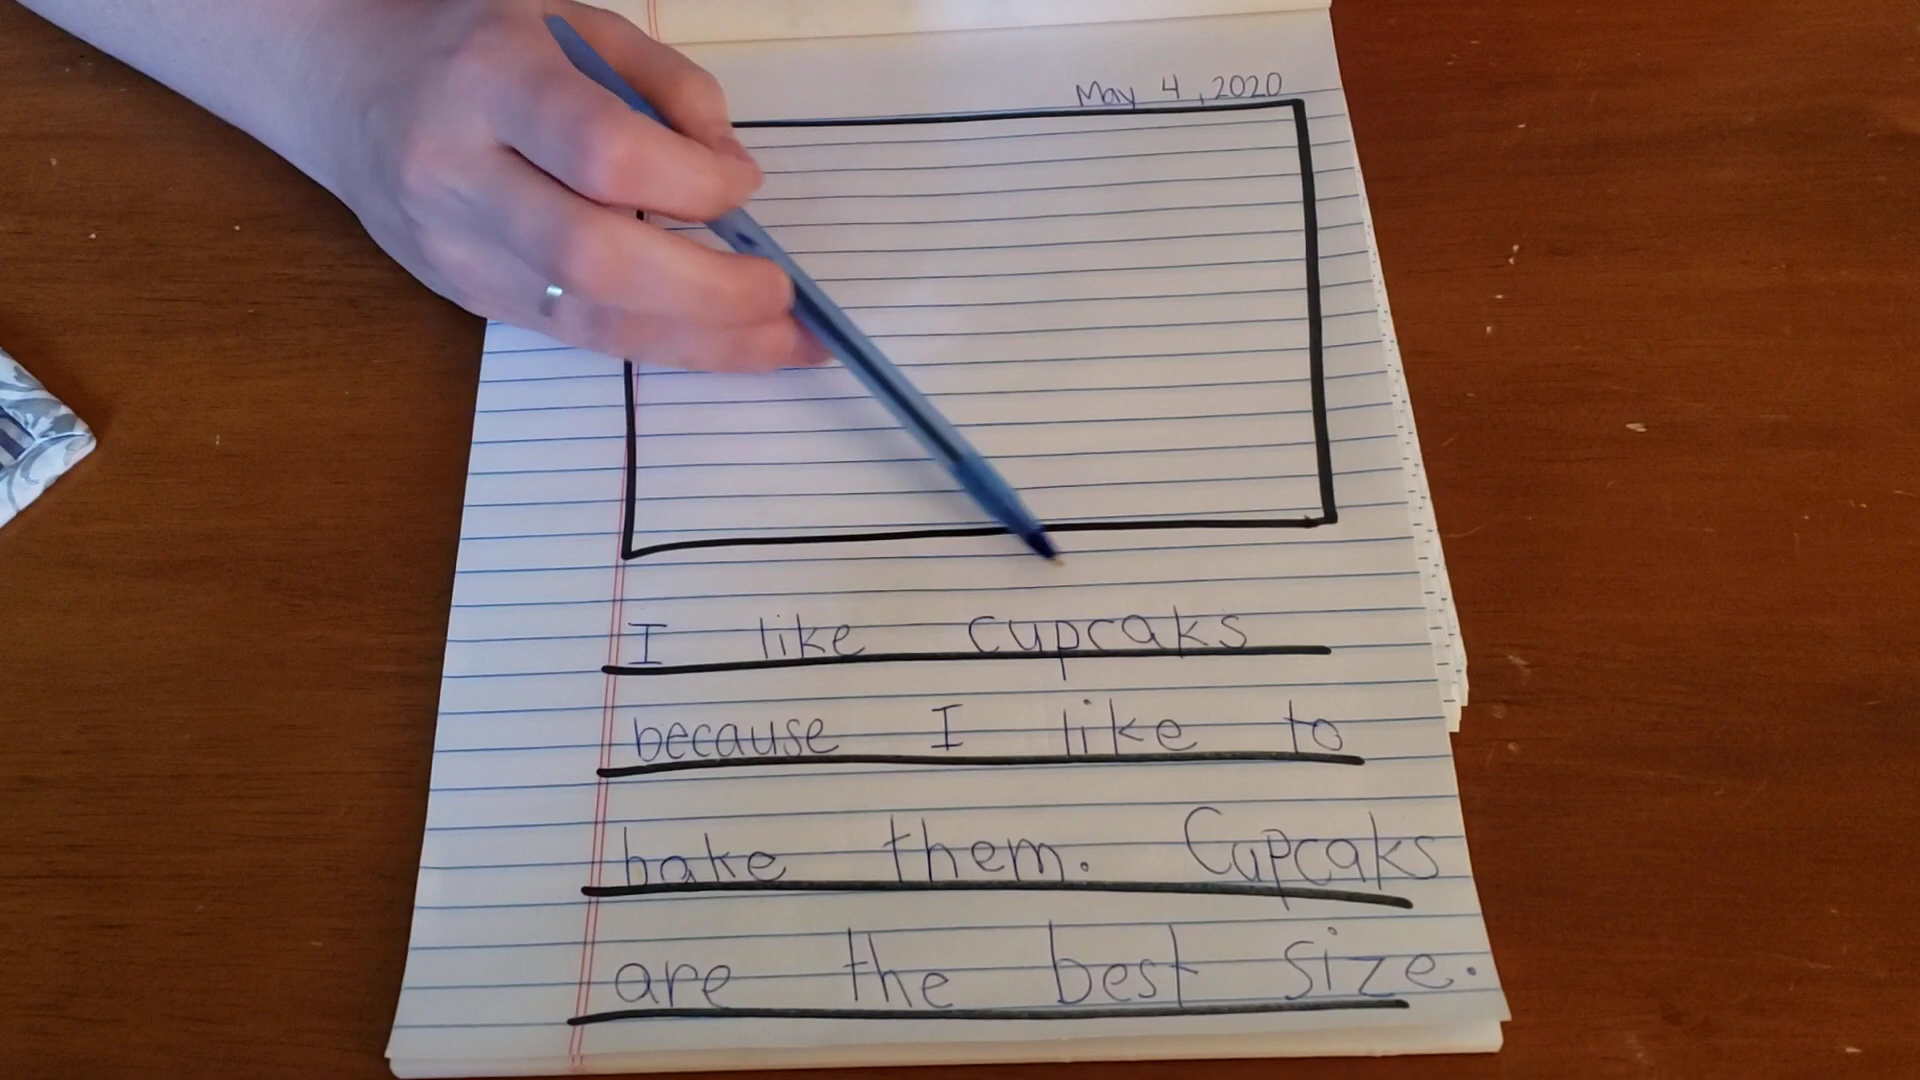 May 4, 2020
I like cupcaks
because I like to
bake them. Cupcaks
are the best size.